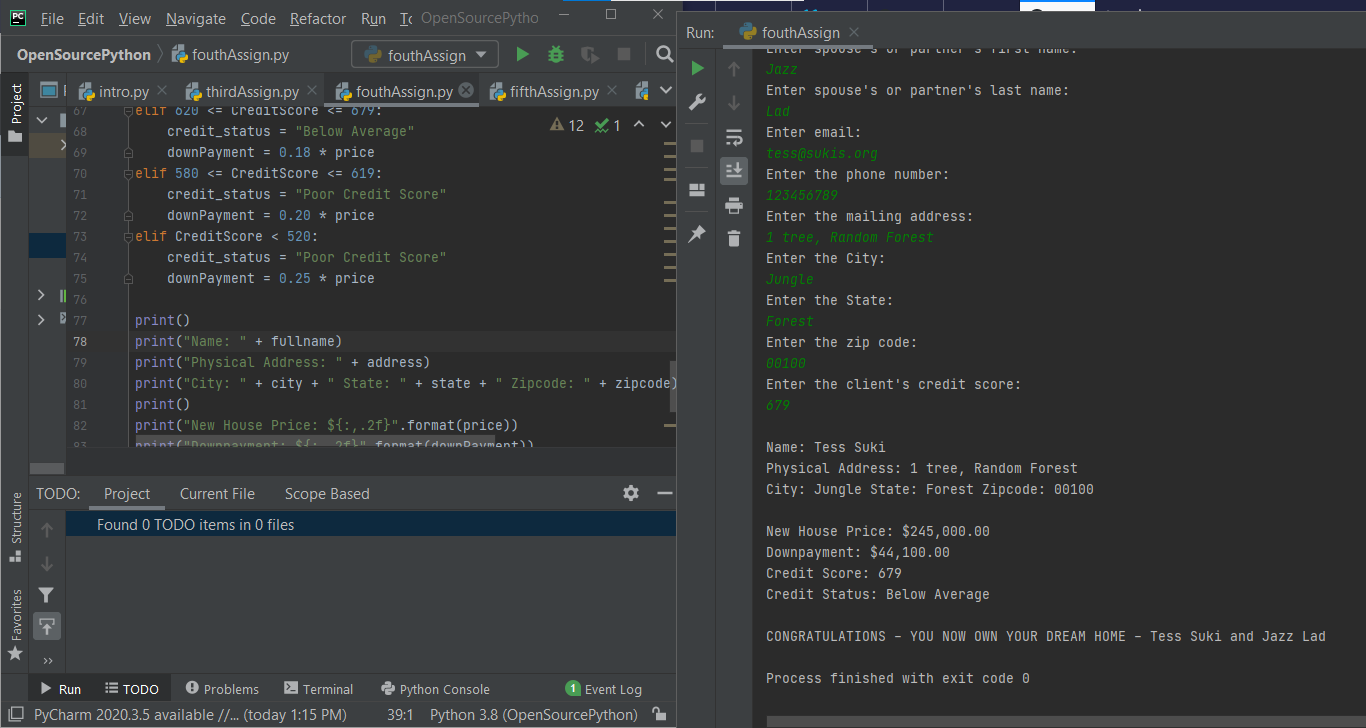 PC File Edit View Navigate Code Refactor Run OpenSourcePytho
OpenSourcePython fouthAssign.py fouthAssign
Project
intro.py thirdAssign.py fouthAssign.py fifthAssign.py
12 1
67 elif 620 <= CreditScore <= 679:
68 credit_status = "Below Average"
69 downPayment = 0.18 * price
70 elif 580 <= CreditScore <= 619:
71 credit_status = "Poor Credit Score"
72 downPayment = 0.20 * price
73 elif CreditScore < 520:
74 credit_status = "Poor Credit Score"
75 downPayment = 0.25 * price
76
77 print()
78 print("Name: " + fullname)
79 print("Physical Address: " + address)
80 print("City: " + city + " State: " + state + " Zipcode: " + zipcode)
81 print()
82 print("New House Price: ${:,.2f}".format(price))
83 print("Downpayment: ${:,.2f}".format(downPayment))
TODO: Project Current File Scope Based
Found 0 TODO items in 0 files
Structure
Favorites
Run TODO Problems Terminal Python Console 1 Event Log
PyCharm 2020.3.5 available //... (today 1:15 PM) 39:1 Python 3.8 (OpenSourcePython)
Run: fouthAssign
Enter spouse's or partner's first name:
Jazz
Enter spouse's or partner's last name:
Lad
Enter email:
tess@sukis.org
Enter the phone number:
123456789
Enter the mailing address:
1 tree, Random Forest
Enter the City:
Jungle
Enter the State:
Forest
Enter the zip code:
00100
Enter the client's credit score:
679
Name: Tess Suki
Physical Address: 1 tree, Random Forest
City: Jungle State: Forest Zipcode: 00100
New House Price: $245,000.00
Downpayment: $44,100.00
Credit Score: 679
Credit Status: Below Average
CONGRATULATIONS – YOU NOW OWN YOUR DREAM HOME – Tess Suki and Jazz Lad
Process finished with exit code 0